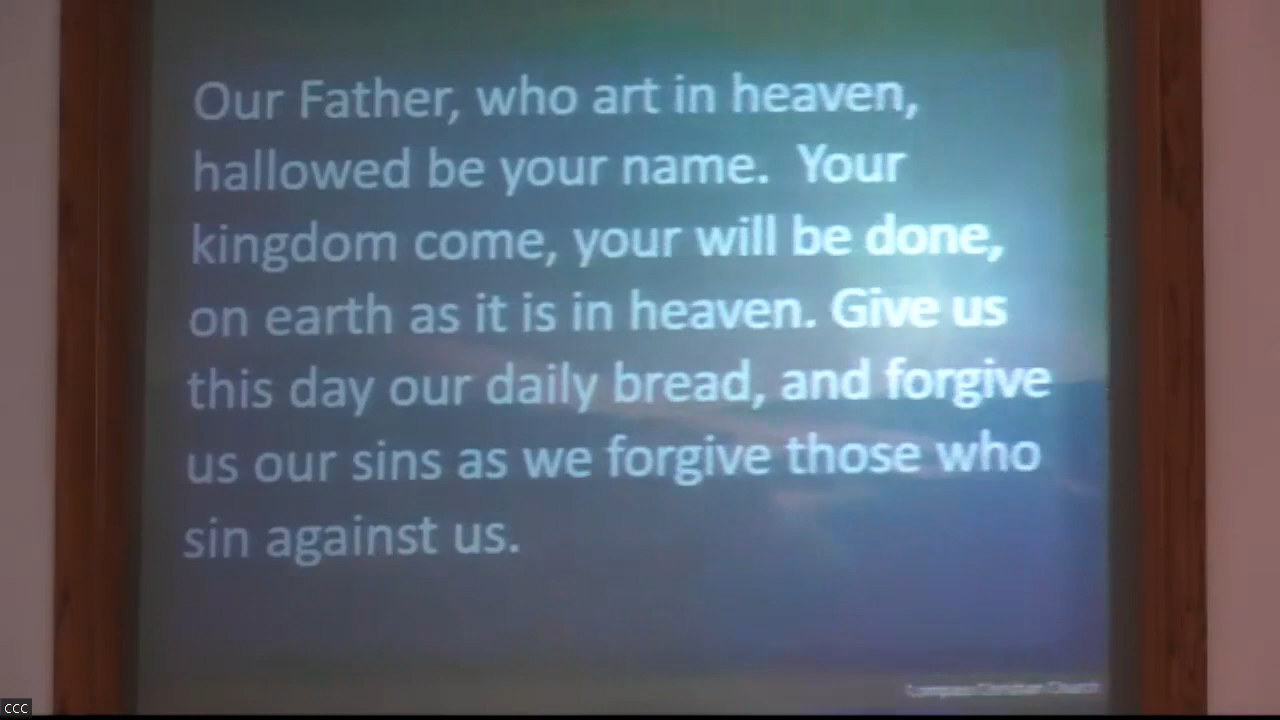 Our Father, who art in heaven,
hallowed be your name.  Your
kingdom come, your will be done,
on earth as it is in heaven. Give us
this day our daily bread, and forgive
us our sins as we forgive those who
sin against us.
Christian Church
CCC